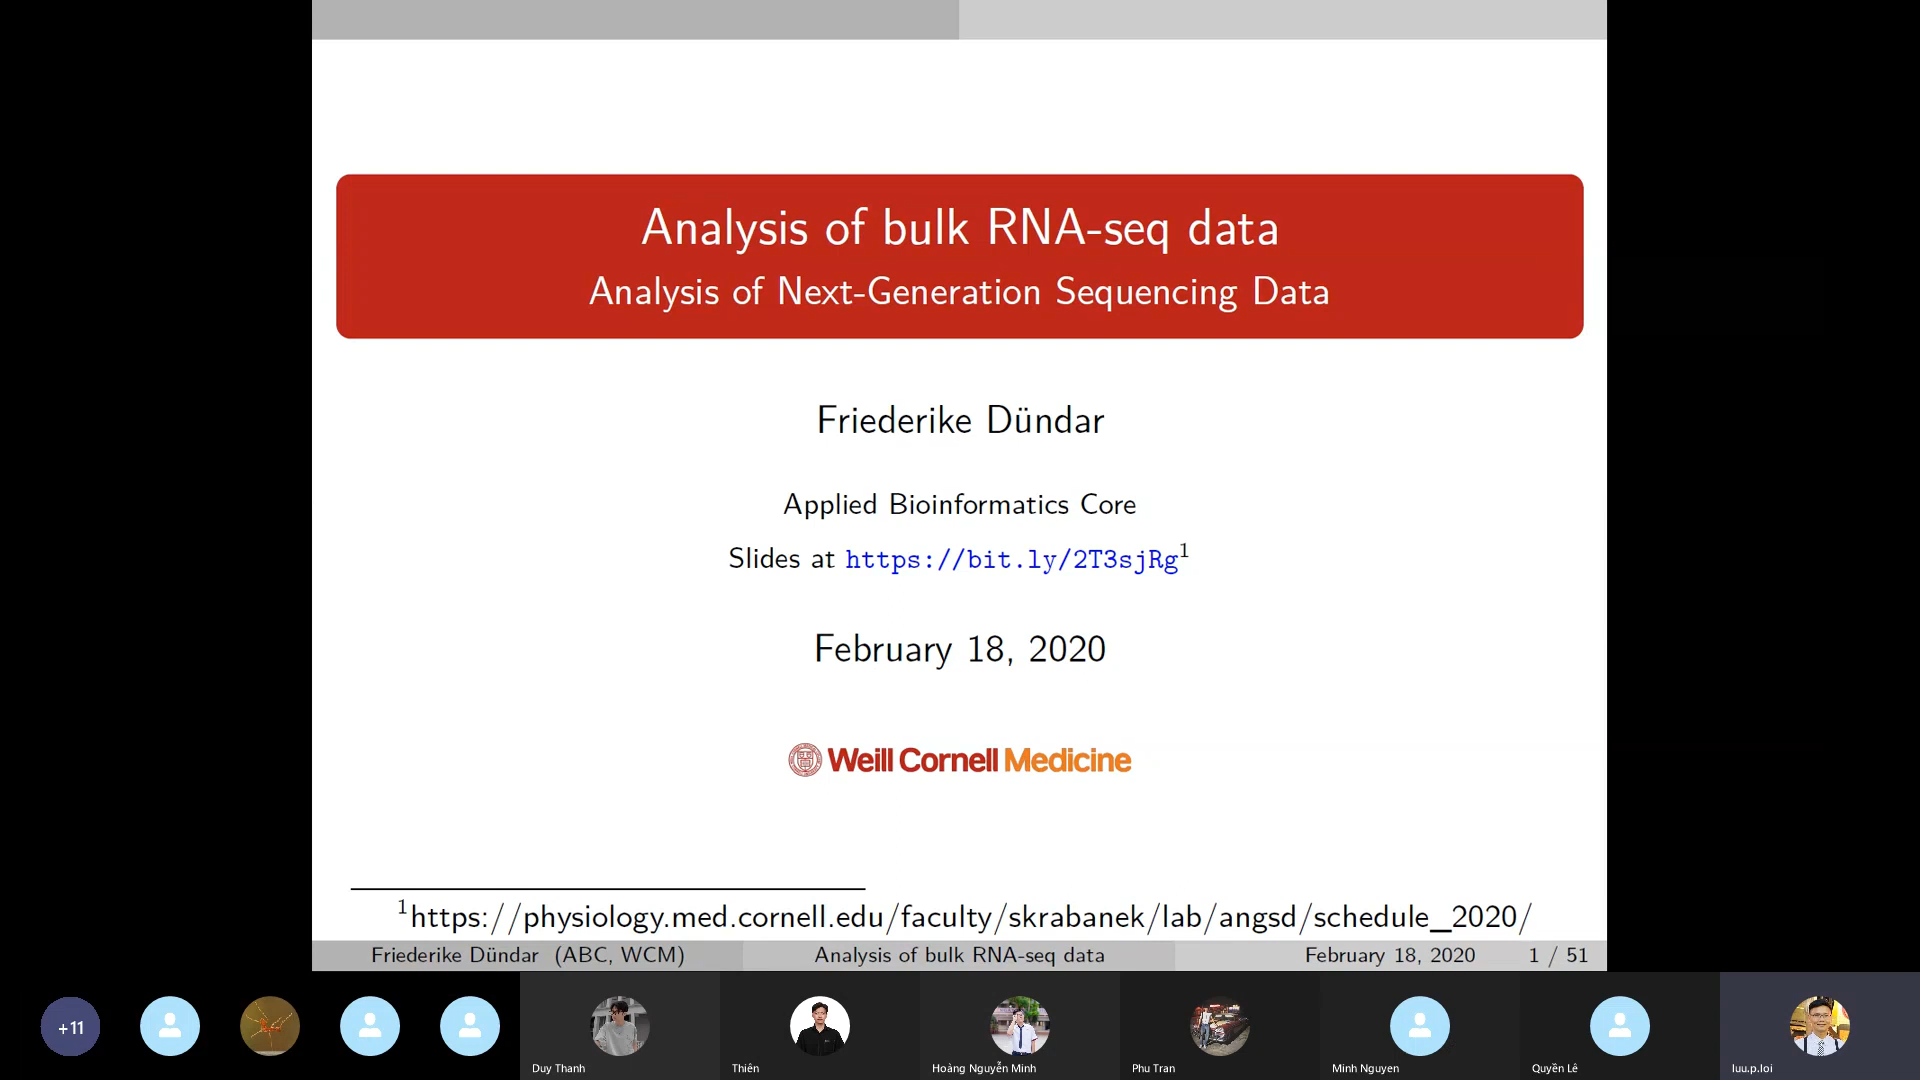 Analysis of bulk RNA-seq data
Analysis of Next-Generation Sequencing Data
Friederike Dündar
Applied Bioinformatics Core
Slides at https://bit.ly/2T3sjRg¹
February 18, 2020
Weill Cornell Medicine
¹https://physiology.med.cornell.edu/faculty/skrabanek/lab/angsd/schedule_2020/
Friederike Dündar (ABC, WCM) Analysis of bulk RNA-seq data February 18, 2020 1 / 51
+11
Duy Thanh Thiên Hoàng Nguyễn Minh Phu Tran Minh Nguyen Quyền Lê luu.p.loi